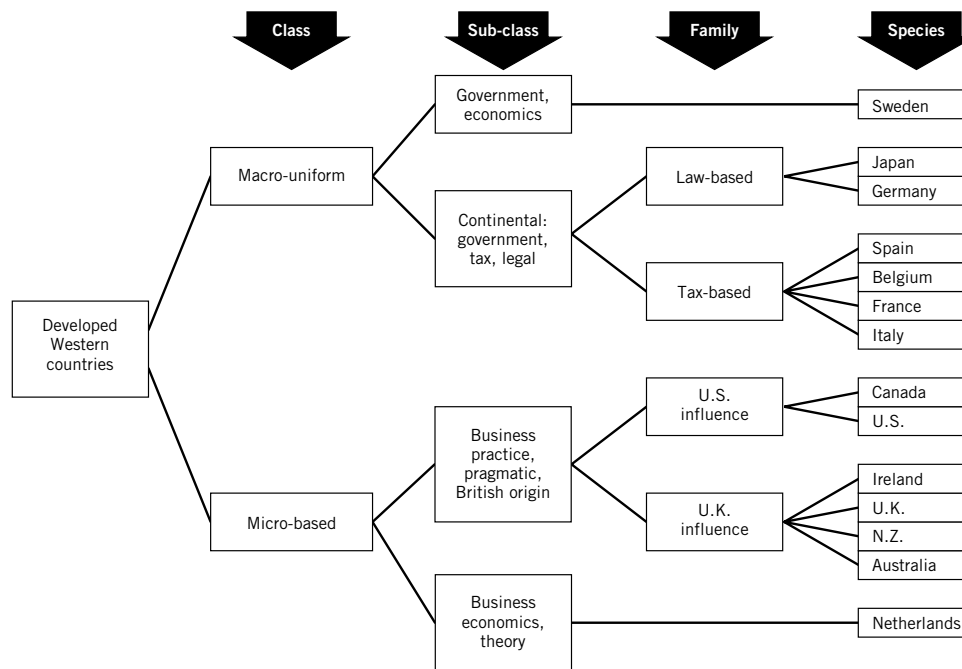 Class
Sub-class
Family
Species
Government,
economics
Sweden
Macro-uniform
Law-based
Japan
Germany
Continental:
government,
tax, legal
Tax-based
Spain
Belgium
France
Italy
Developed
Western
countries
U.S.
influence
Canada
U.S.
Business
practice,
pragmatic,
British origin
Micro-based
U.K.
influence
Ireland
U.K.
N.Z.
Australia
Business
economics,
theory
Netherlands